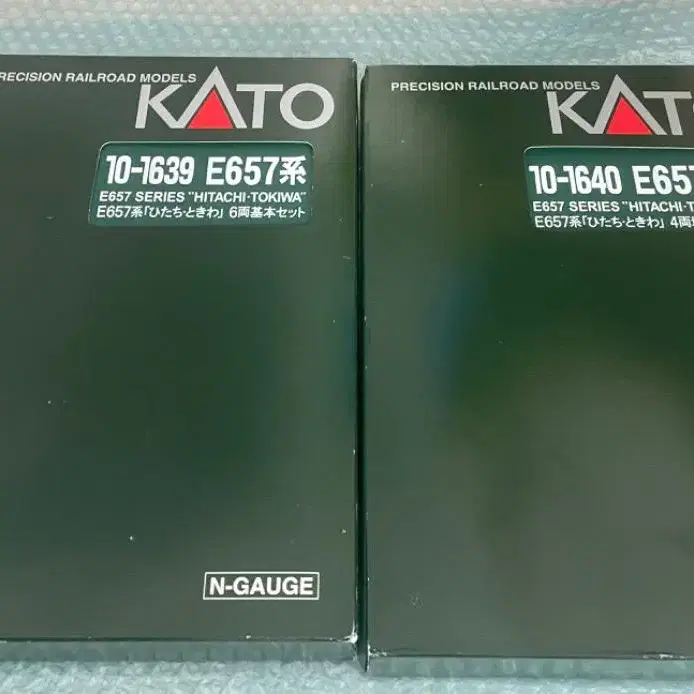 PRECISION RAILROAD MODELS
KATO
10-1639 E657系
E657 SERIES "HITACHI·TOKIWA"
E657系「ひたち·ときわ」 6両基本セット
N-GAUGE
PRECISION RAILROAD MODELS
KAT
10-1640 E657
E657 SERIES "HITACHI·T
E657系「ひたち·ときわ」 4両